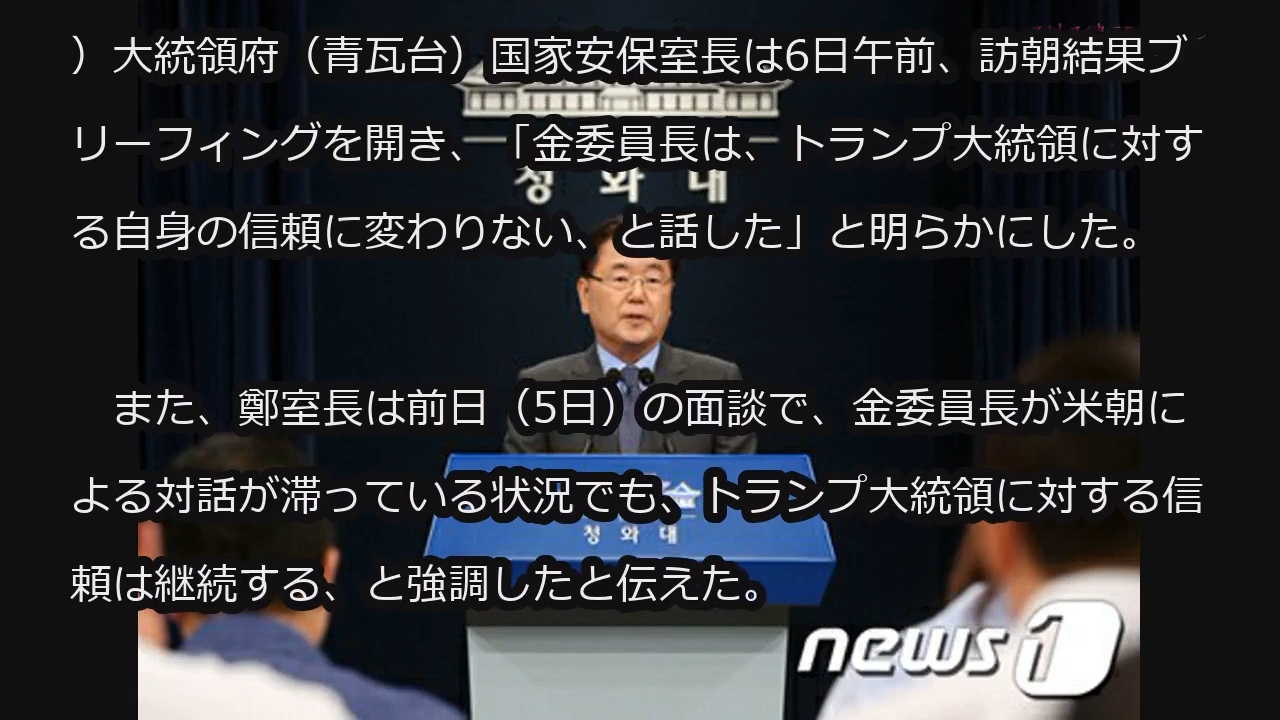 ）大統領府（青瓦台）国家安保室長は6日午前、訪朝結果ブ
リーフィングを開き、「金委員長は、トランプ大統領に対す
る自身の信頼に変わりない、と話した」と明らかにした。
また、鄭室長は前日（5日）の面談で、金委員長が米朝に
よる対話が滞っている状況でも、トランプ大統領に対する信
頼は継続する、と強調したと伝えた。
청와대
청와대
news1